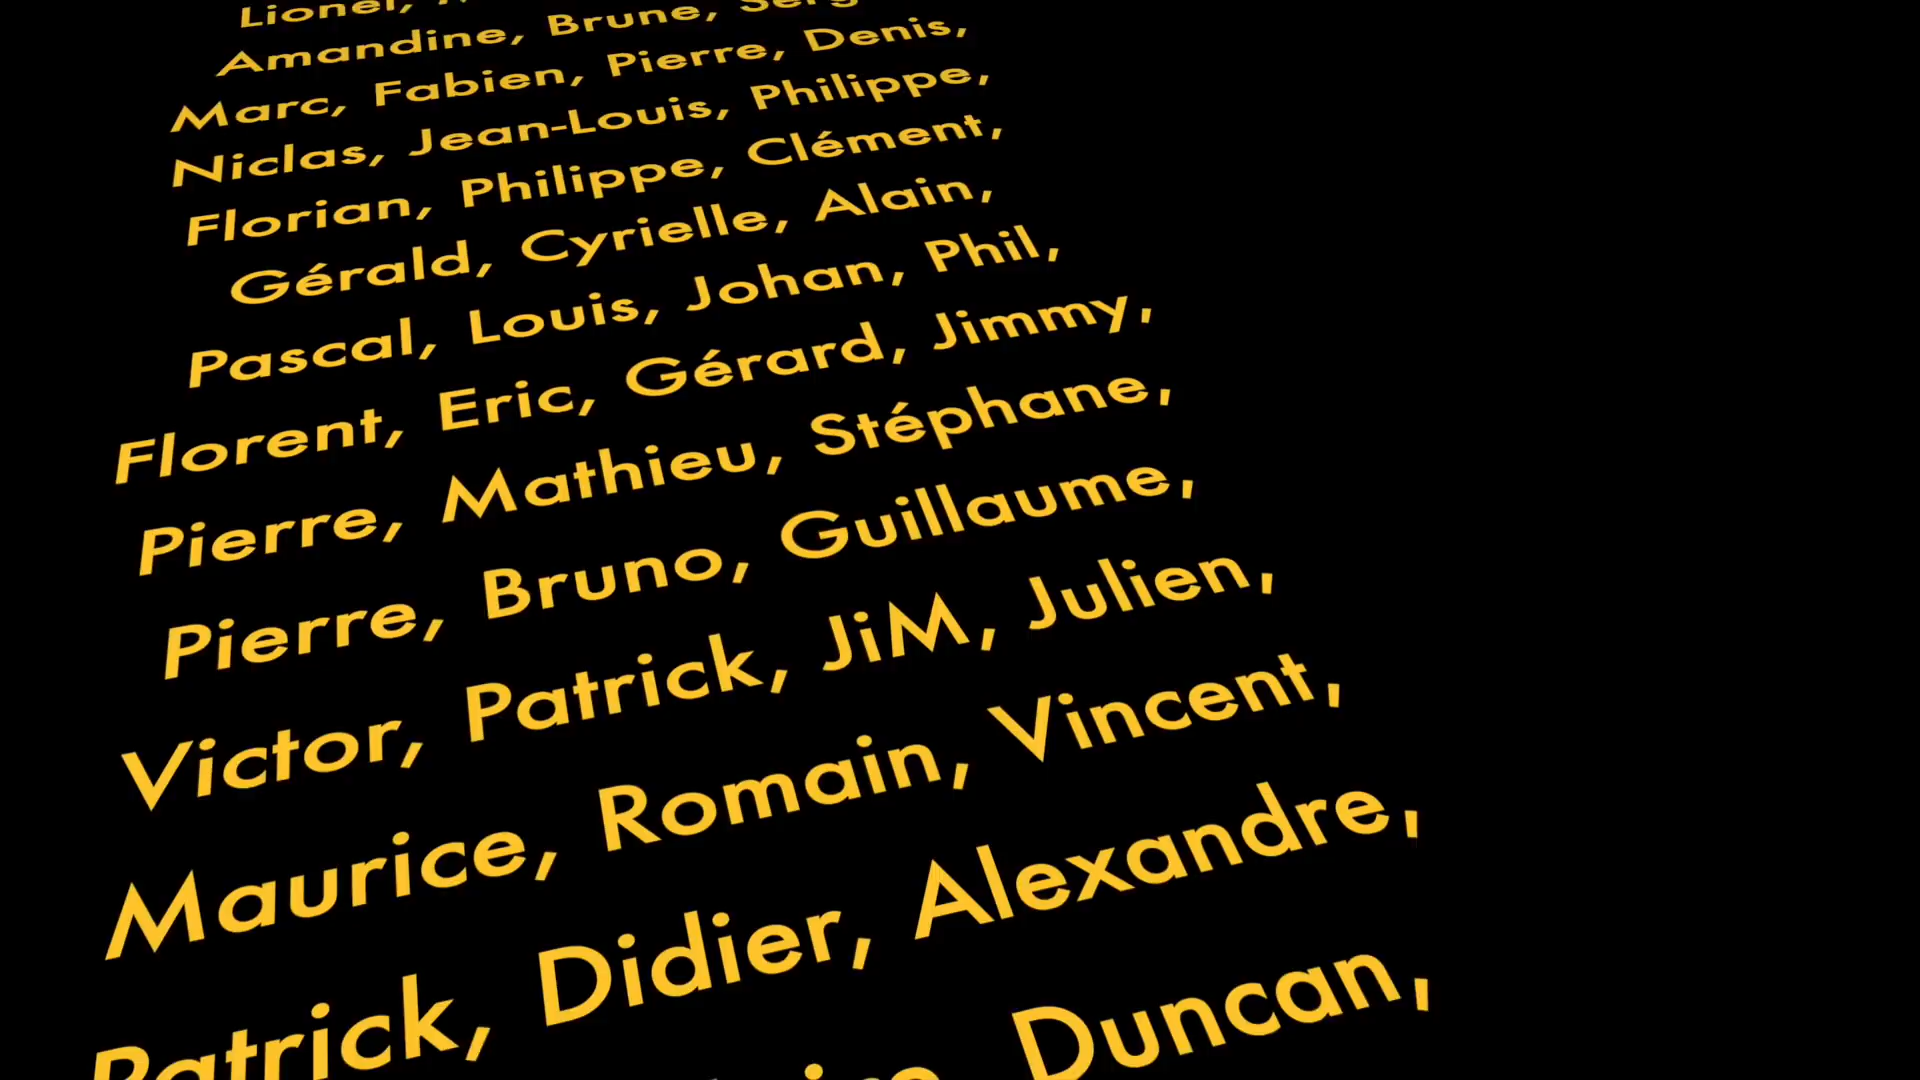 Lionel,
Amandine, Brune,
Marc, Fabien, Pierre, Denis,
Niclas, Jean-Louis, Philippe,
Florian, Philippe, Clément,
Gérald, Cyrielle, Alain,
Pascal, Louis, Johan, Phil,
Florent, Eric, Gérard, Jimmy,
Pierre, Mathieu, Stéphane,
Pierre, Bruno, Guillaume,
Victor, Patrick, JiM, Julien,
Maurice, Romain, Vincent,
Patrick, Didier, Alexandre,
Duncan,